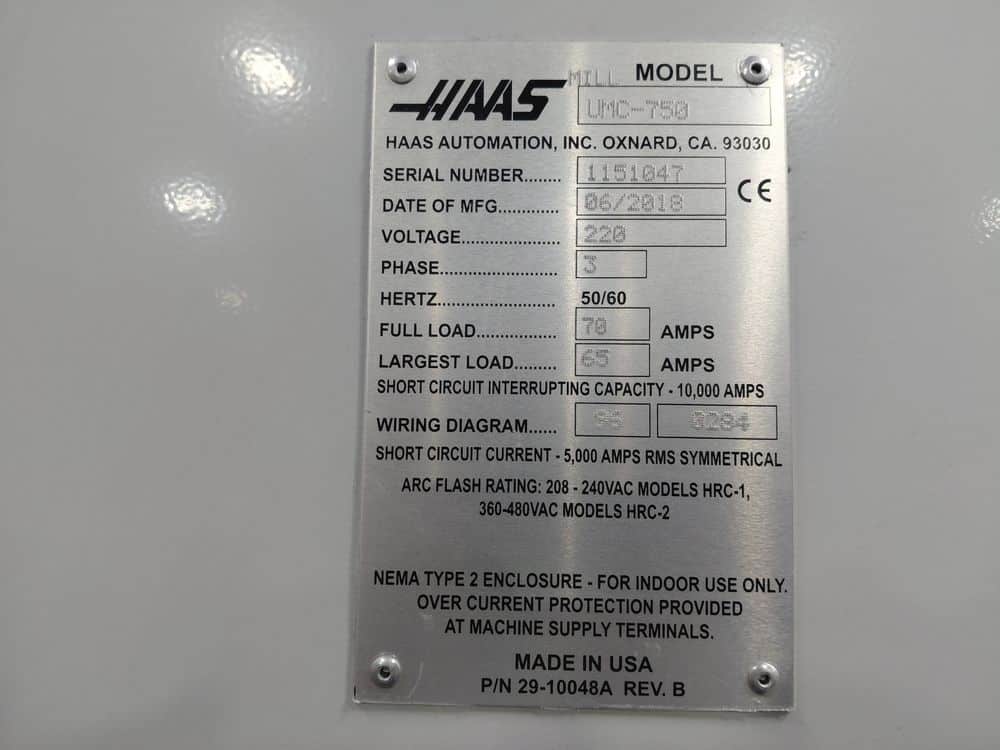 HAAS MILL MODEL
UMC-750
HAAS AUTOMATION, INC. OXNARD, CA. 93030
SERIAL NUMBER........ 1151047
CE
DATE OF MFG............. 06/2018
VOLTAGE..................... 220
PHASE......................... 3
HERTZ......................... 50/60
FULL LOAD................. 70 AMPS
LARGEST LOAD......... 65 AMPS
SHORT CIRCUIT INTERRUPTING CAPACITY - 10,000 AMPS
WIRING DIAGRAM...... 96 0284
SHORT CIRCUIT CURRENT - 5,000 AMPS RMS SYMMETRICAL
ARC FLASH RATING: 208 - 240VAC MODELS HRC-1,
360-480VAC MODELS HRC-2
NEMA TYPE 2 ENCLOSURE - FOR INDOOR USE ONLY.
OVER CURRENT PROTECTION PROVIDED
AT MACHINE SUPPLY TERMINALS.
MADE IN USA
P/N 29-10048A REV. B